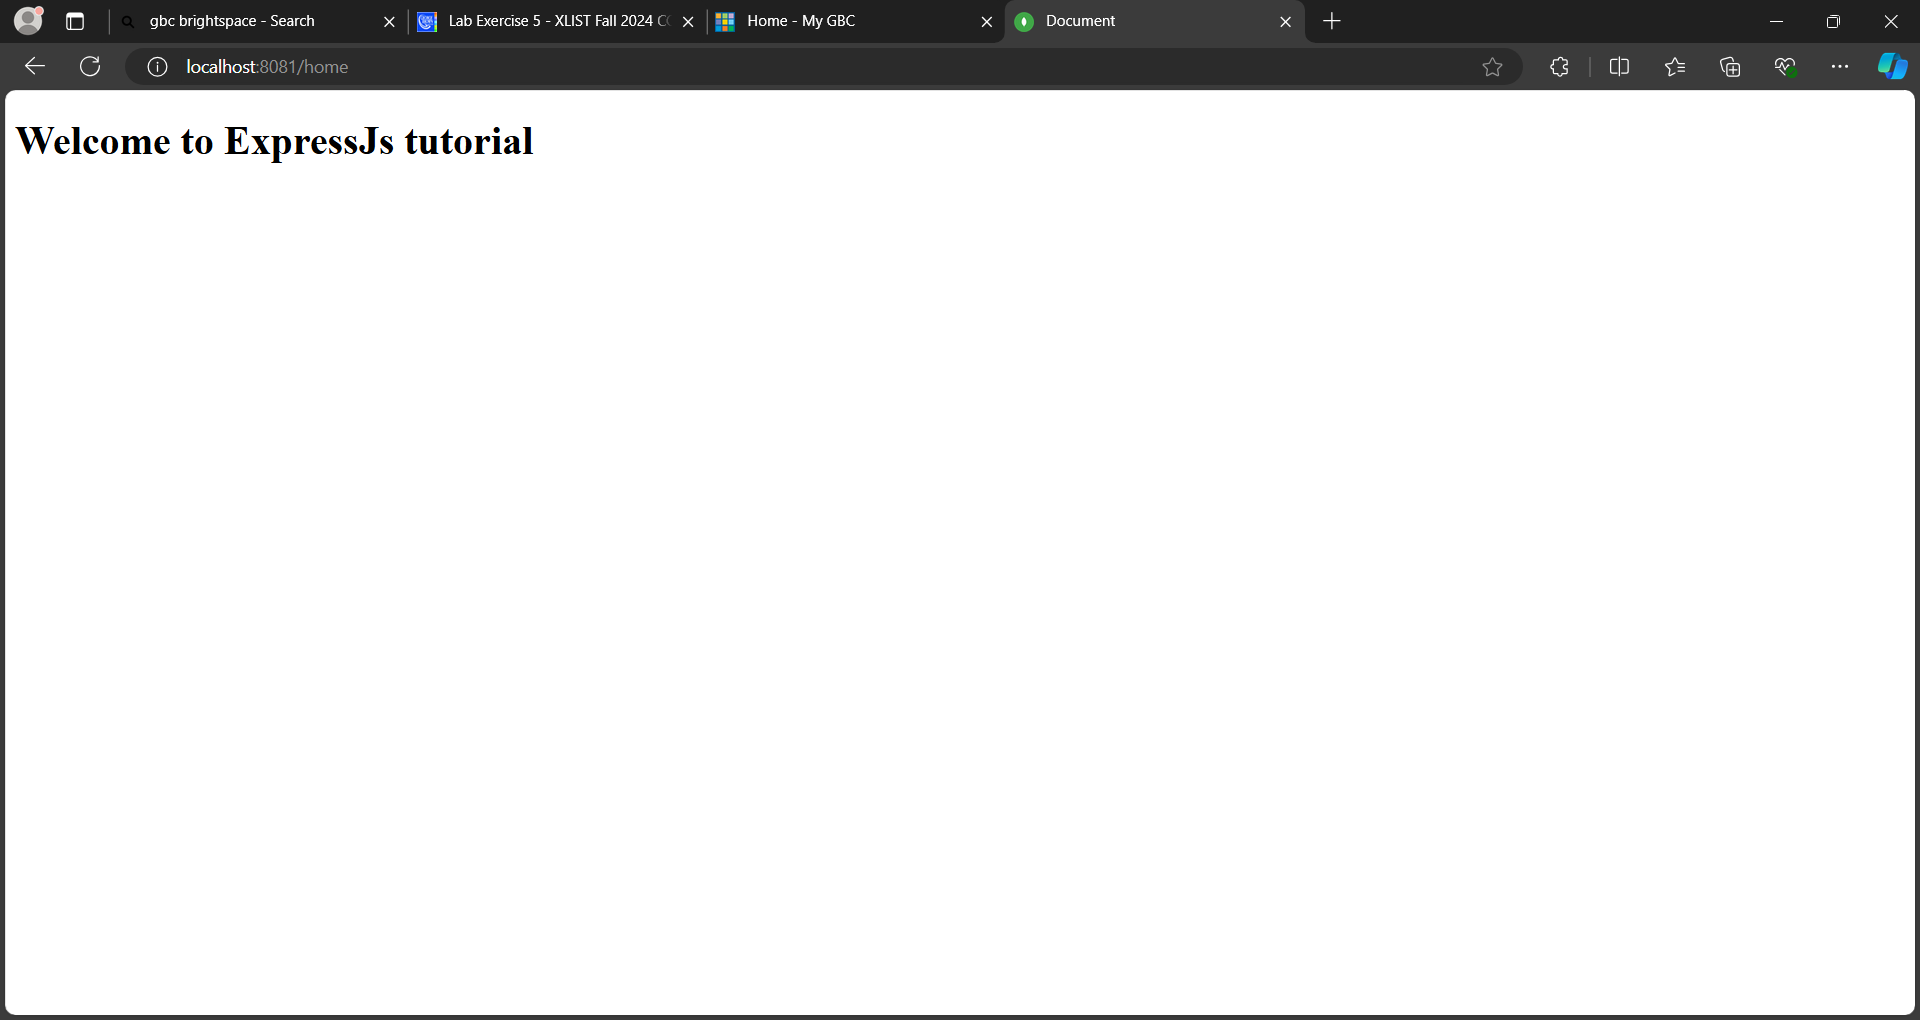 gbc brightspace - Search
Lab Exercise 5 - XLIST Fall 2024
Home - My GBC
Document
localhost:8081/home
Welcome to ExpressJs tutorial